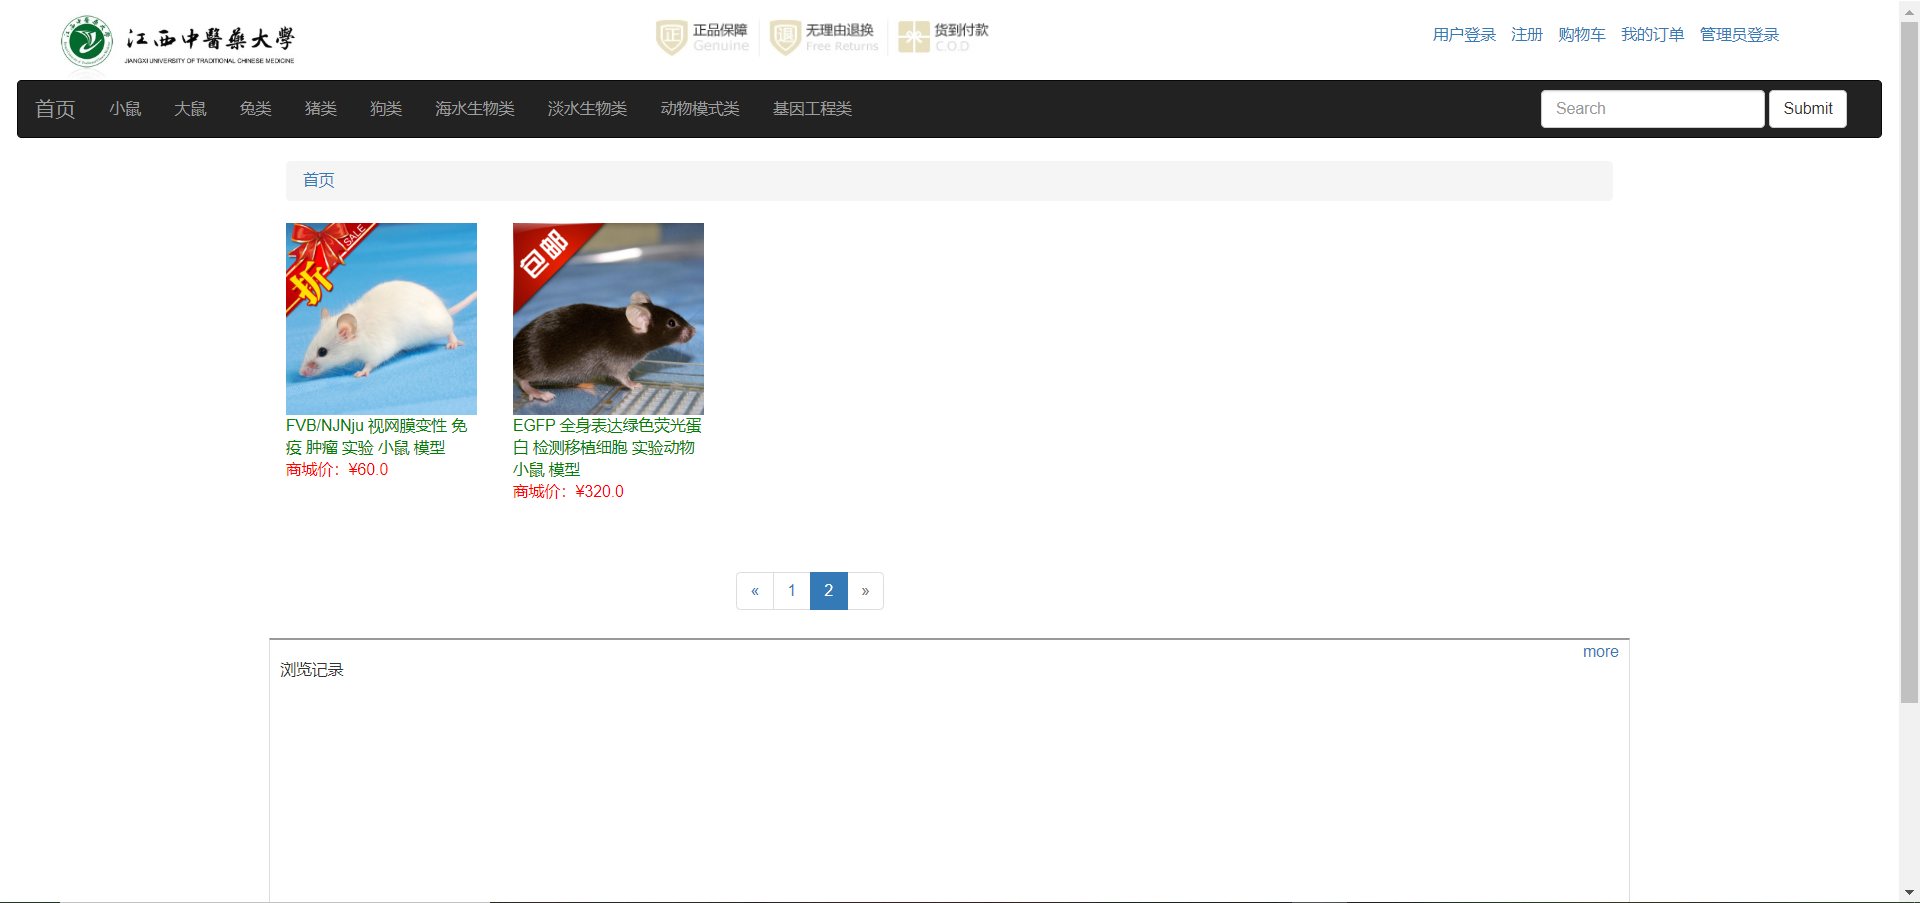 江西中醫藥大學
JIANGXI UNIVERSITY OF TRADITIONAL CHINESE MEDICINE
正品保障
Genuine
无理由退换
Free Returns
货到付款
C.O.D
用户登录 注册 购物车 我的订单 管理员登录
首页 小鼠 大鼠 兔类 猪类 狗类 海水生物类 淡水生物类 动物模式类 基因工程类 Search Submit
首页
SALE
折
包邮
FVB/NJNju 视网膜变性 免
疫 肿瘤 实验 小鼠 模型
商城价：¥60.0
EGFP 全身表达绿色荧光蛋
白 检测移植细胞 实验动物
小鼠 模型
商城价：¥320.0
« 1 2 »
more
浏览记录